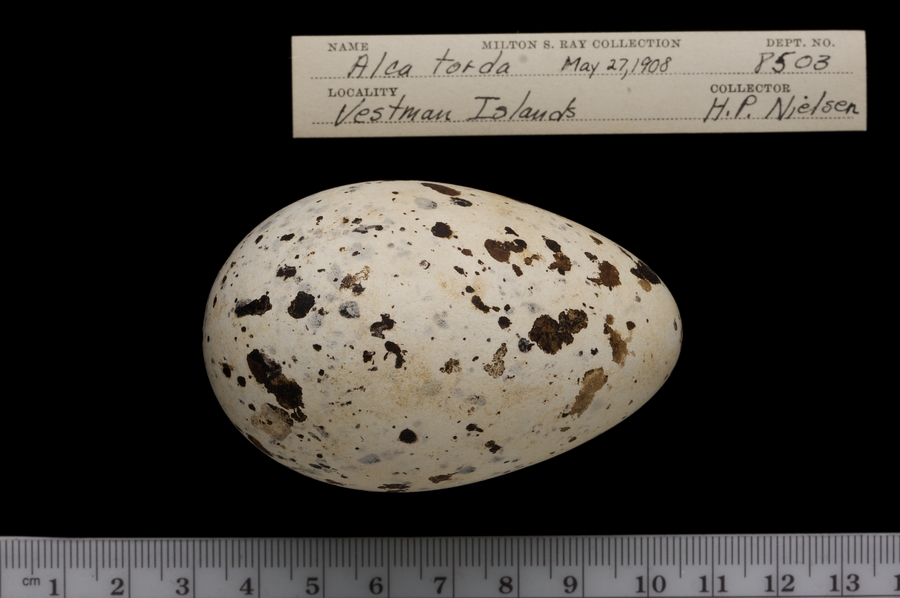 NAME MILTON S. RAY COLLECTION DEPT. NO.
Alca torda May 27, 1908 8503
LOCALITY COLLECTOR
Vestman Islands H.P. Nielsen
cm 1 2 3 4 5 6 7 8 9 10 11 12 13